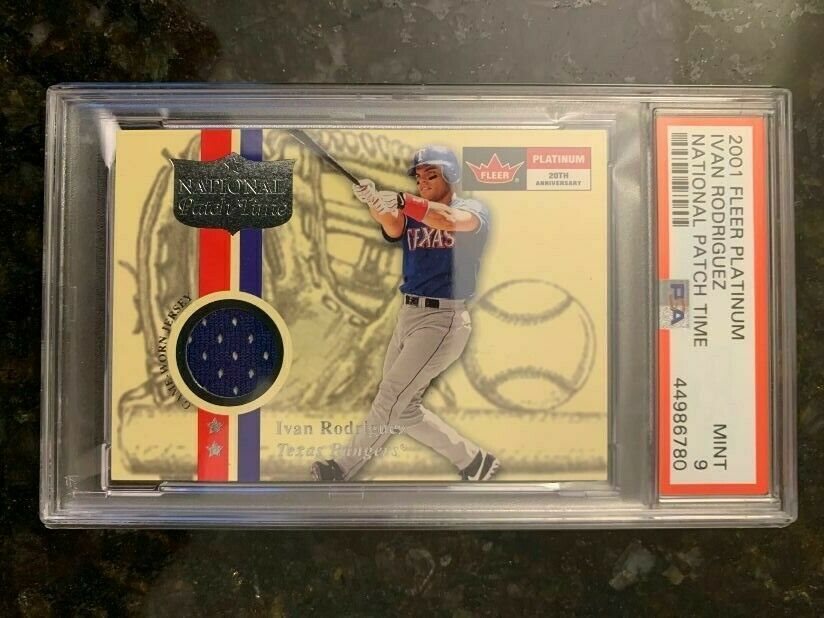 NATIONAL
Patch Time
FLEER
PLATINUM
20TH
ANNIVERSARY
TEXAS
GAME-WORN JERSEY
Ivan Rodriguez
Texas Rangers
2001 FLEER PLATINUM
IVAN RODRIGUEZ
NATIONAL PATCH TIME
MINT
9
PSA
44986780